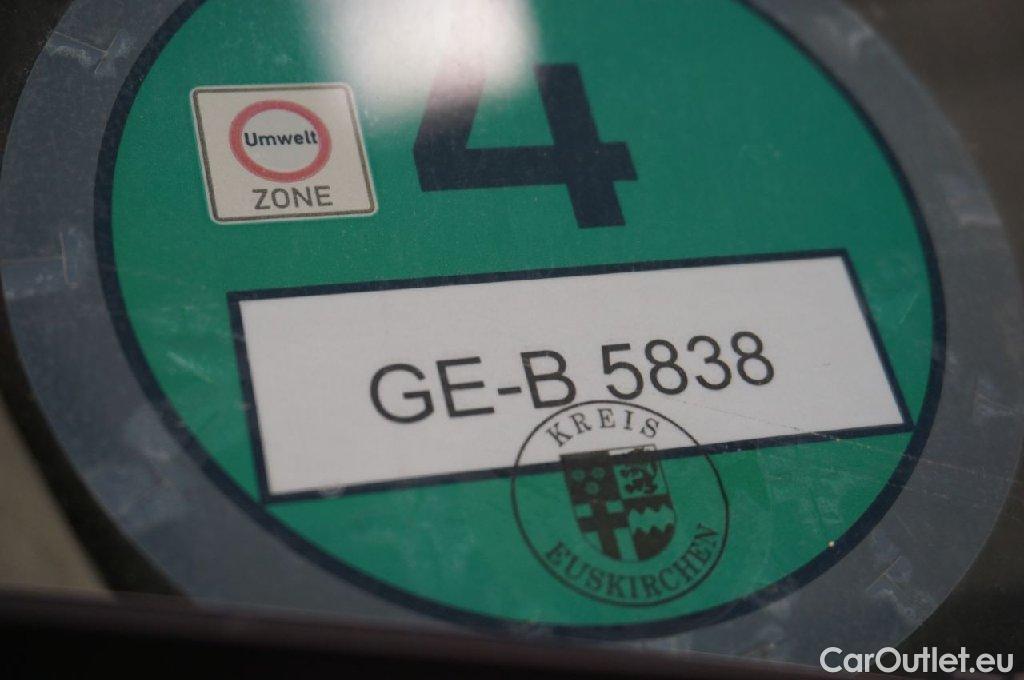 4
Umwelt
ZONE
GE-B 5838
KREIS
EUSKIRCHEN
CarOutlet.eu